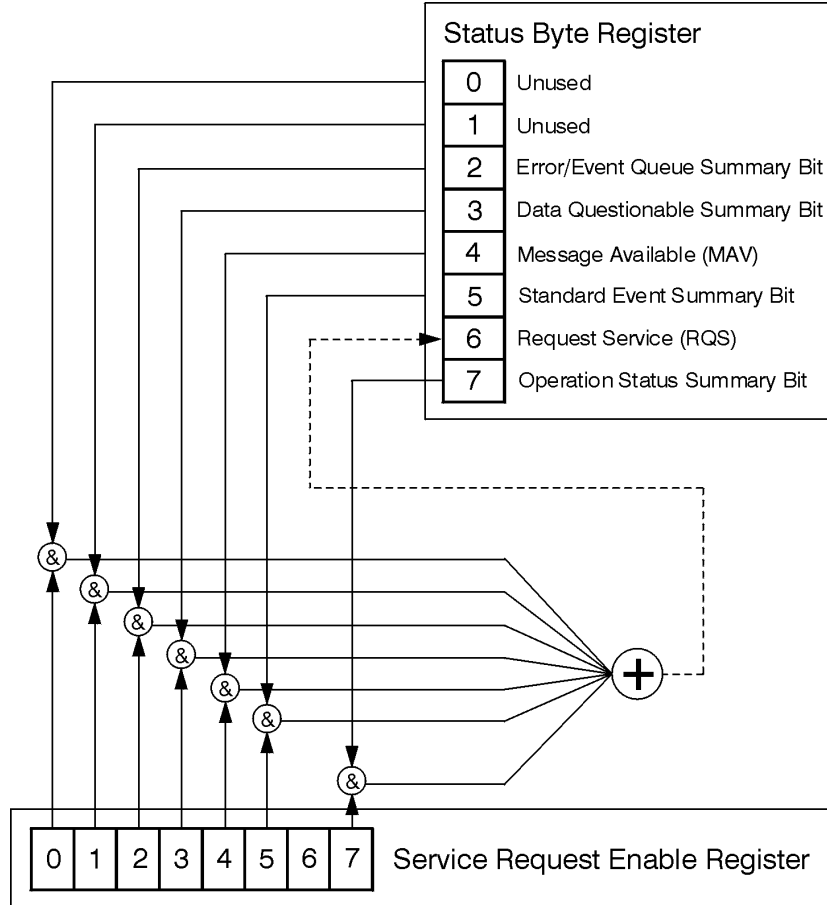 Status Byte Register
0 Unused
1 Unused
2 Error/Event Queue Summary Bit
3 Data Questionable Summary Bit
4 Message Available (MAV)
5 Standard Event Summary Bit
6 Request Service (RQS)
7 Operation Status Summary Bit
&
&
&
&
&
&
&
+
0 1 2 3 4 5 6 7 Service Request Enable Register